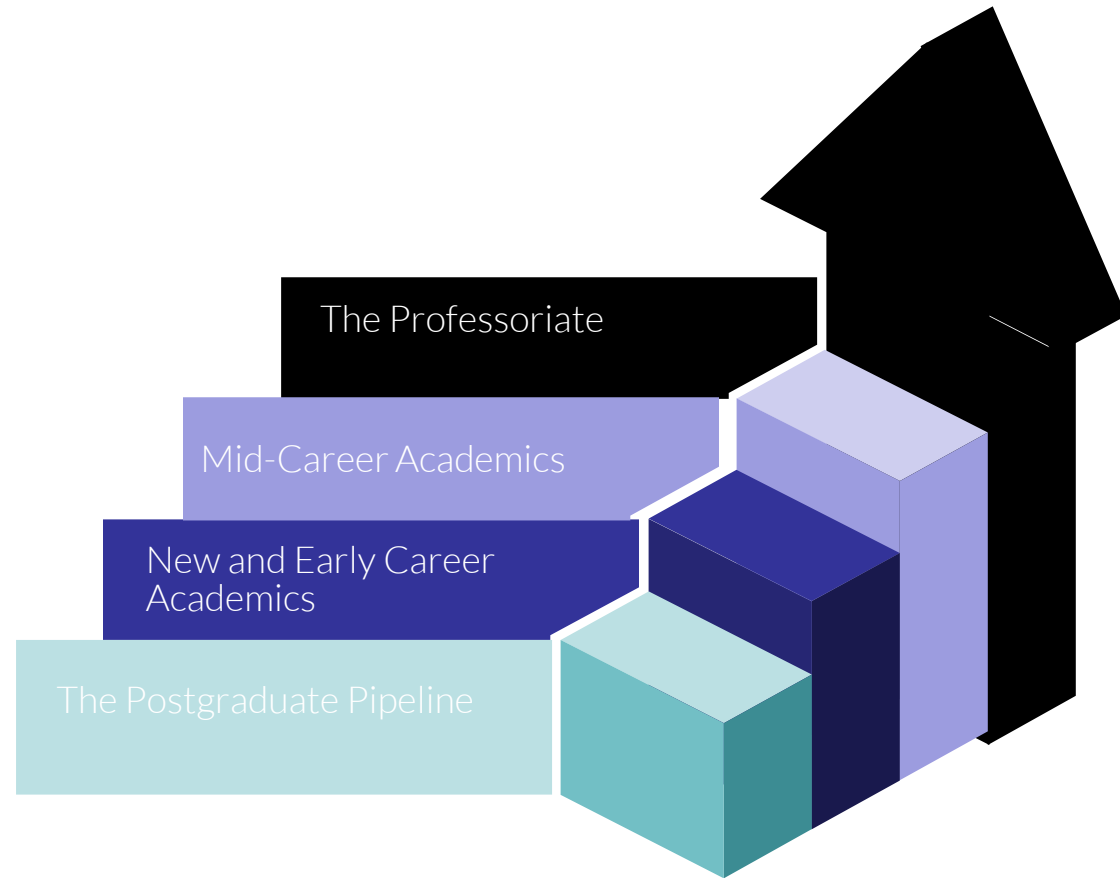 The Professoriate
Mid-Career Academics
New and Early Career
Academics
The Postgraduate Pipeline